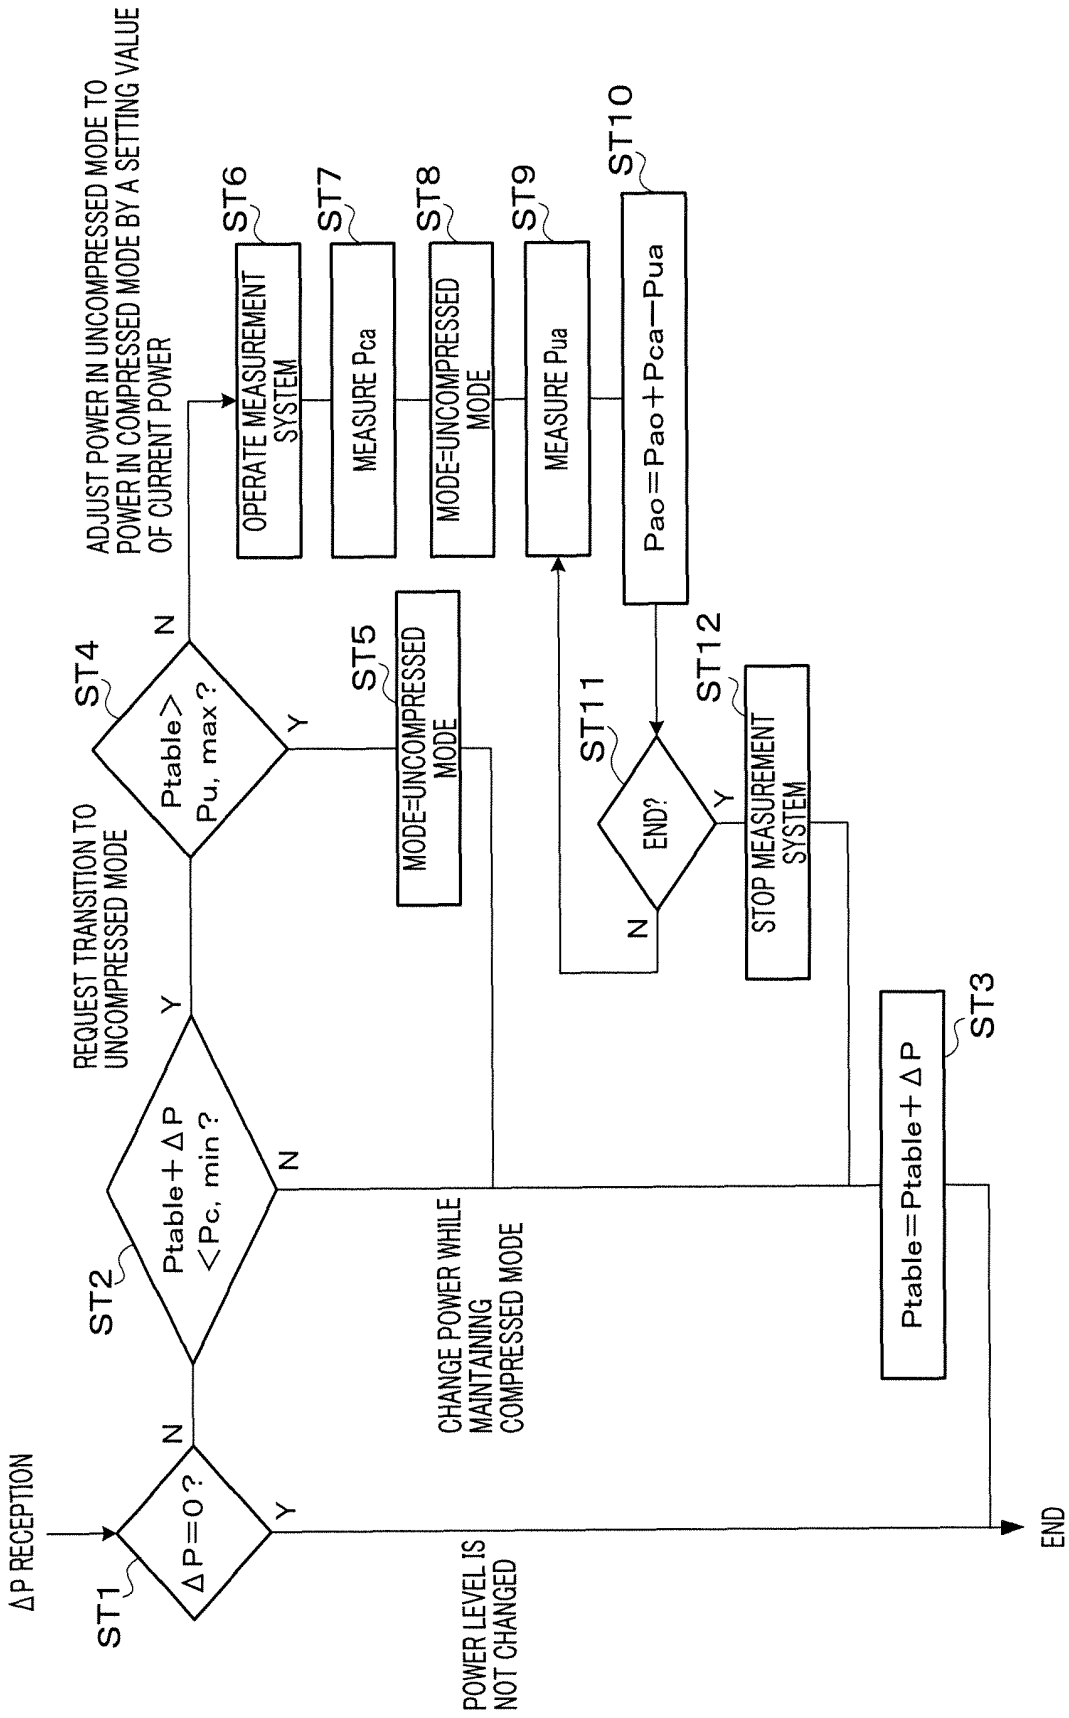 ΔP RECEPTION
ST1
ΔP=0?
N
Y
POWER LEVEL IS
NOT CHANGED
END
ST2
Ptable+ΔP
<Pc, min?
Y
N
CHANGE POWER WHILE
MAINTAINING
COMPRESSED MODE
ST3
Ptable=Ptable+ΔP
REQUEST TRANSITION TO
UNCOMPRESSED MODE
ST4
Ptable>
Pu, max?
N
Y
ST5
MODE=UNCOMPRESSED
MODE
ADJUST POWER IN UNCOMPRESSED MODE TO
POWER IN COMPRESSED MODE BY A SETTING VALUE
OF CURRENT POWER
ST6
OPERATE MEASUREMENT
SYSTEM
ST7
MEASURE Pca
ST8
MODE=UNCOMPRESSED
MODE
ST9
MEASURE Pua
ST10
Pao=Pao+Pca−Pua
ST11
END?
N
Y
ST12
STOP MEASUREMENT
SYSTEM